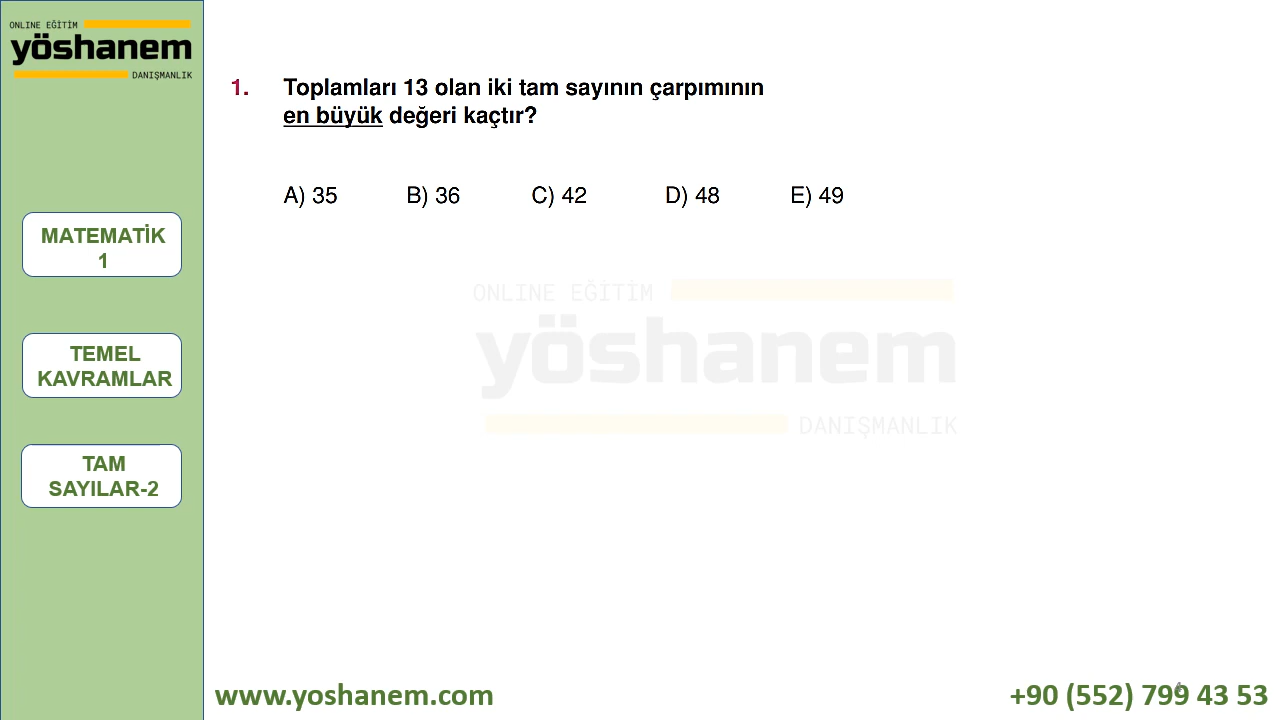 ONLINE EĞİTİM
yöshanem
DANIŞMANLIK
1. Toplamları 13 olan iki tam sayının çarpımının
en büyük değeri kaçtır?
A) 35 B) 36 C) 42 D) 48 E) 49
MATEMATİK
1
TEMEL
KAVRAMLAR
TAM
SAYILAR-2
ONLINE EĞİTİM
yöshanem
DANIŞMANLIK
www.yoshanem.com
+90 (552) 799 43 53